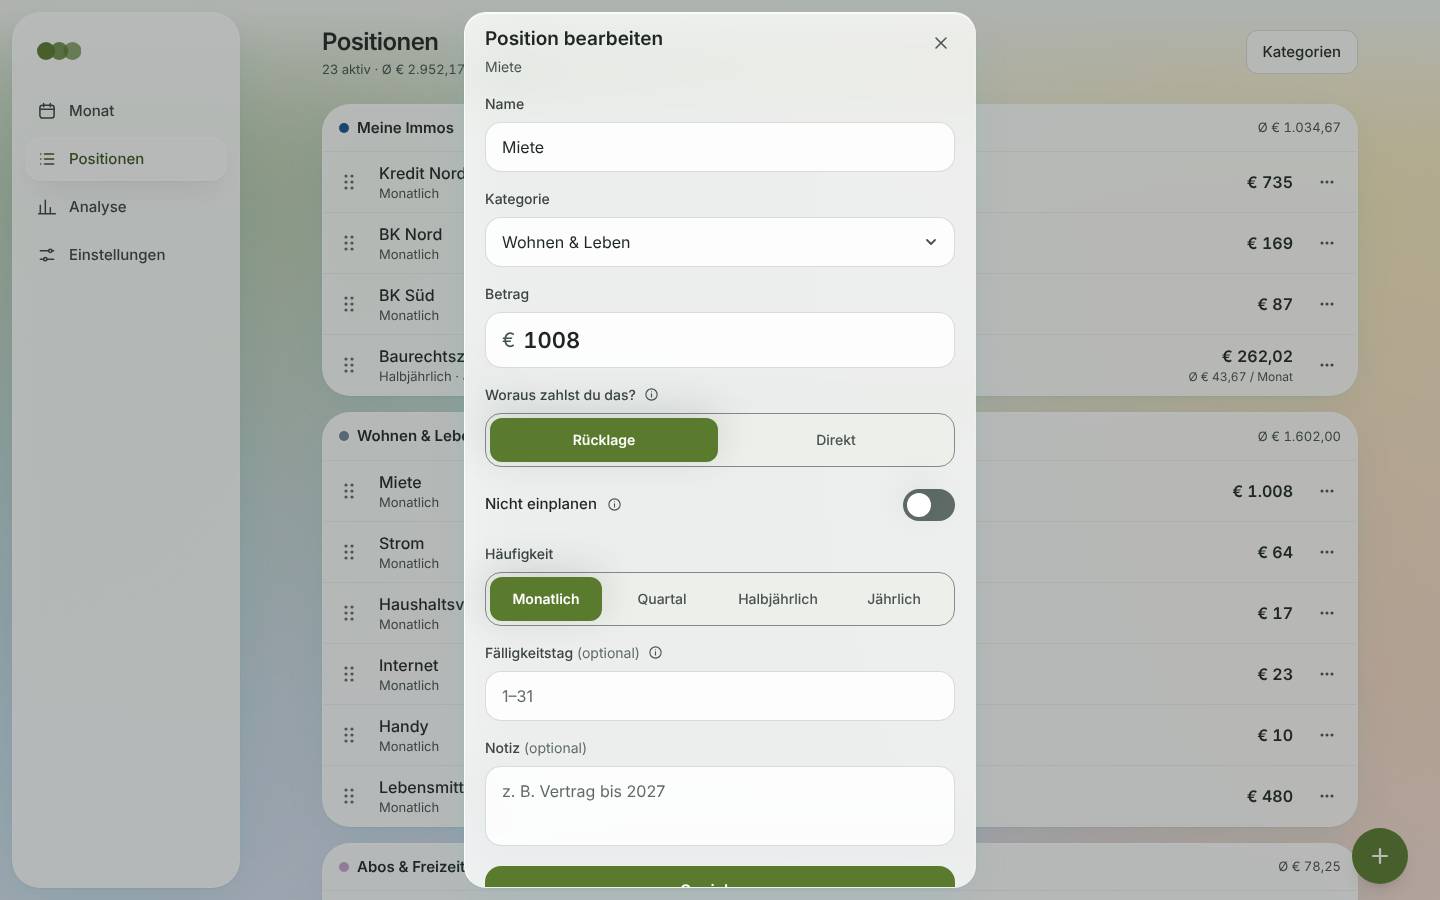 Monat
Positionen
Analyse
Einstellungen
Positionen
23 aktiv · Ø € 2.952,17
Kategorien
Meine Immos
Ø € 1.034,67
Kredit Nord
Monatlich
€ 735
BK Nord
Monatlich
€ 169
BK Süd
Monatlich
€ 87
Halbjährlich ·
€ 262,02
Ø € 43,67 / Monat
Wohnen &
Ø € 1.602,00
Miete
Monatlich
€ 1.008
Strom
Monatlich
€ 64
Monatlich
€ 17
Internet
Monatlich
€ 23
Handy
Monatlich
€ 10
Monatlich
€ 480
Abos & Freizeit
Ø € 78,25
Position bearbeiten
Miete
Name
Miete
Kategorie
Wohnen & Leben
Betrag
€ 1008
Woraus zahlst du das?
Rücklage
Direkt
Nicht einplanen
Häufigkeit
Monatlich
Quartal
Halbjährlich
Jährlich
Fälligkeitstag (optional)
1–31
Notiz (optional)
z. B. Vertrag bis 2027